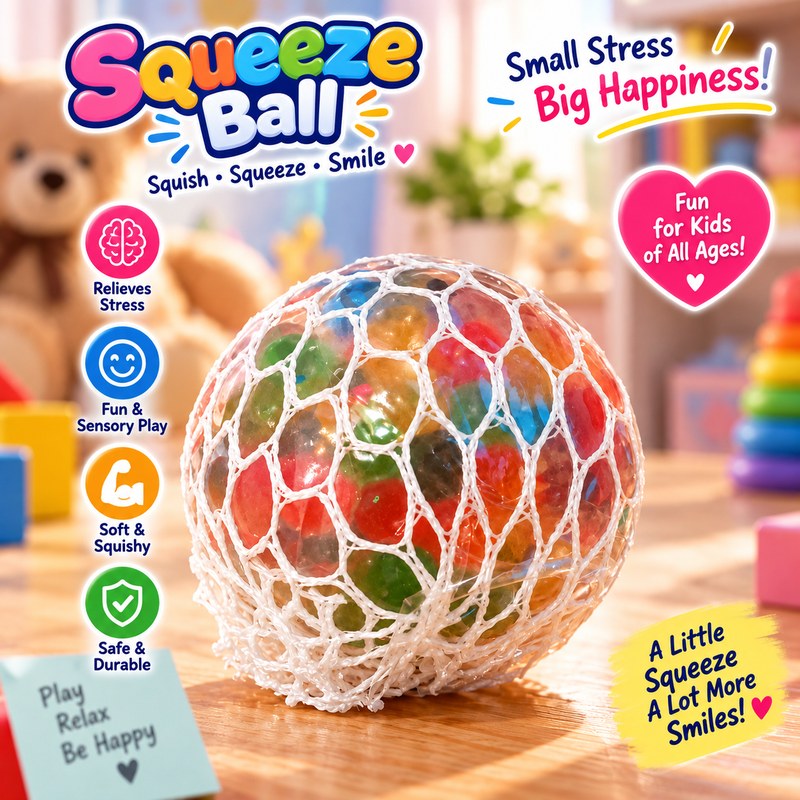 Squeeze
Ball
Squish • Squeeze • Smile
Small Stress
Big Happiness!
Fun
for Kids
of All Ages!
Relieves
Stress
Fun &
Sensory Play
Soft &
Squishy
Safe &
Durable
Play
Relax
Be Happy
A Little
Squeeze
A Lot More
Smiles!